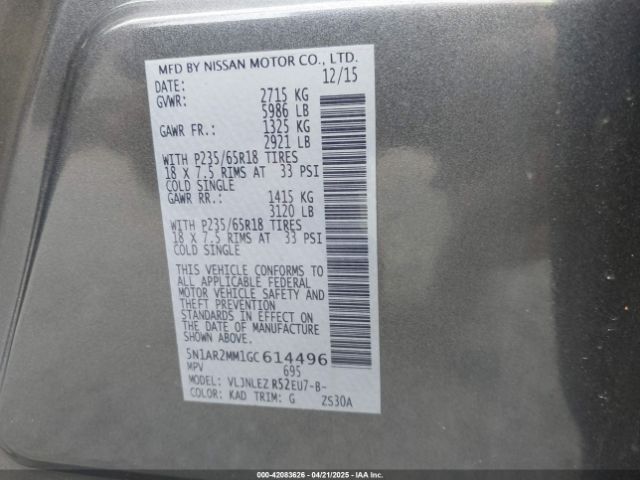 MFD BY NISSAN MOTOR CO., LTD.
DATE: 12/15
GVWR: 2715 KG
5986 LB
GAWR FR.: 1325 KG
2921 LB
WITH P235/65R18 TIRES
18 X 7.5 RIMS AT 33 PSI
COLD SINGLE
GAWR RR.: 1415 KG
3120 LB
WITH P235/65R18 TIRES
18 X 7.5 RIMS AT 33 PSI
COLD SINGLE
THIS VEHICLE CONFORMS TO
ALL APPLICABLE FEDERAL
MOTOR VEHICLE SAFETY AND
THEFT PREVENTION
STANDARDS IN EFFECT ON
THE DATE OF MANUFACTURE
SHOWN ABOVE.
5N1AR2MM1GC614496
MPV 695
MODEL: VLJNLEZ R52EU7-B-
COLOR: KAD TRIM: G ZS30A
000-42083626 - 04/21/2025 - IAAI.COM